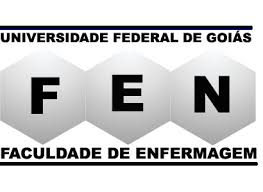 UNIVERSIDADE FEDERAL DE GOIÁS
F E N
FACULDADE DE ENFERMAGEM